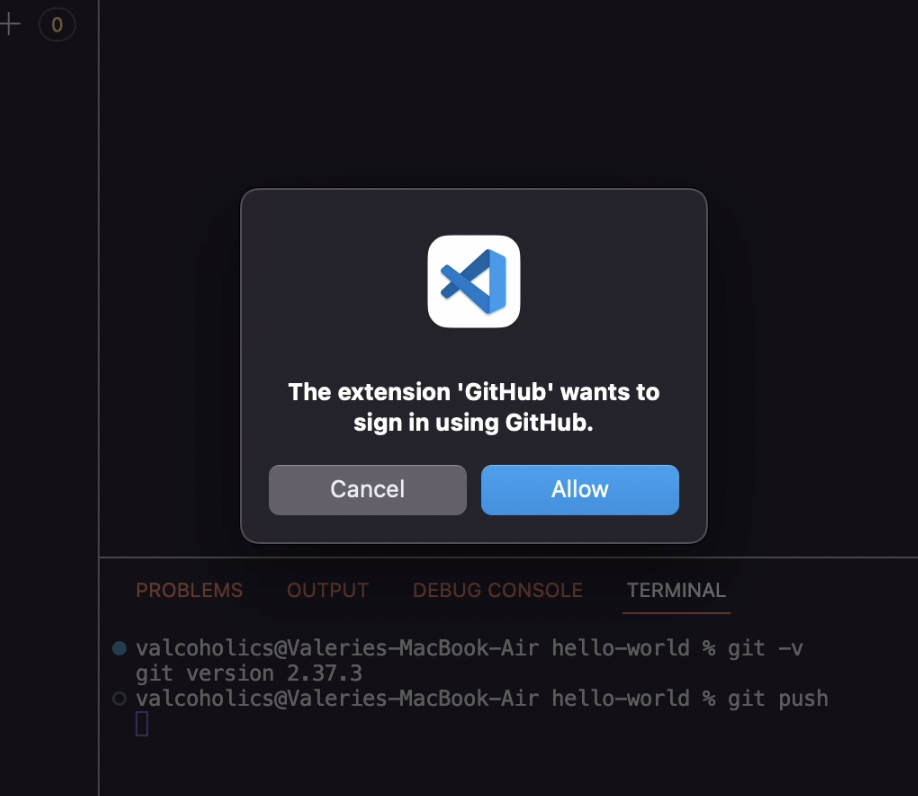 + 0
The extension 'GitHub' wants to
sign in using GitHub.
Cancel Allow
PROBLEMS OUTPUT DEBUG CONSOLE TERMINAL
valcoholics@Valeries-MacBook-Air hello-world % git -v
git version 2.37.3
valcoholics@Valeries-MacBook-Air hello-world % git push